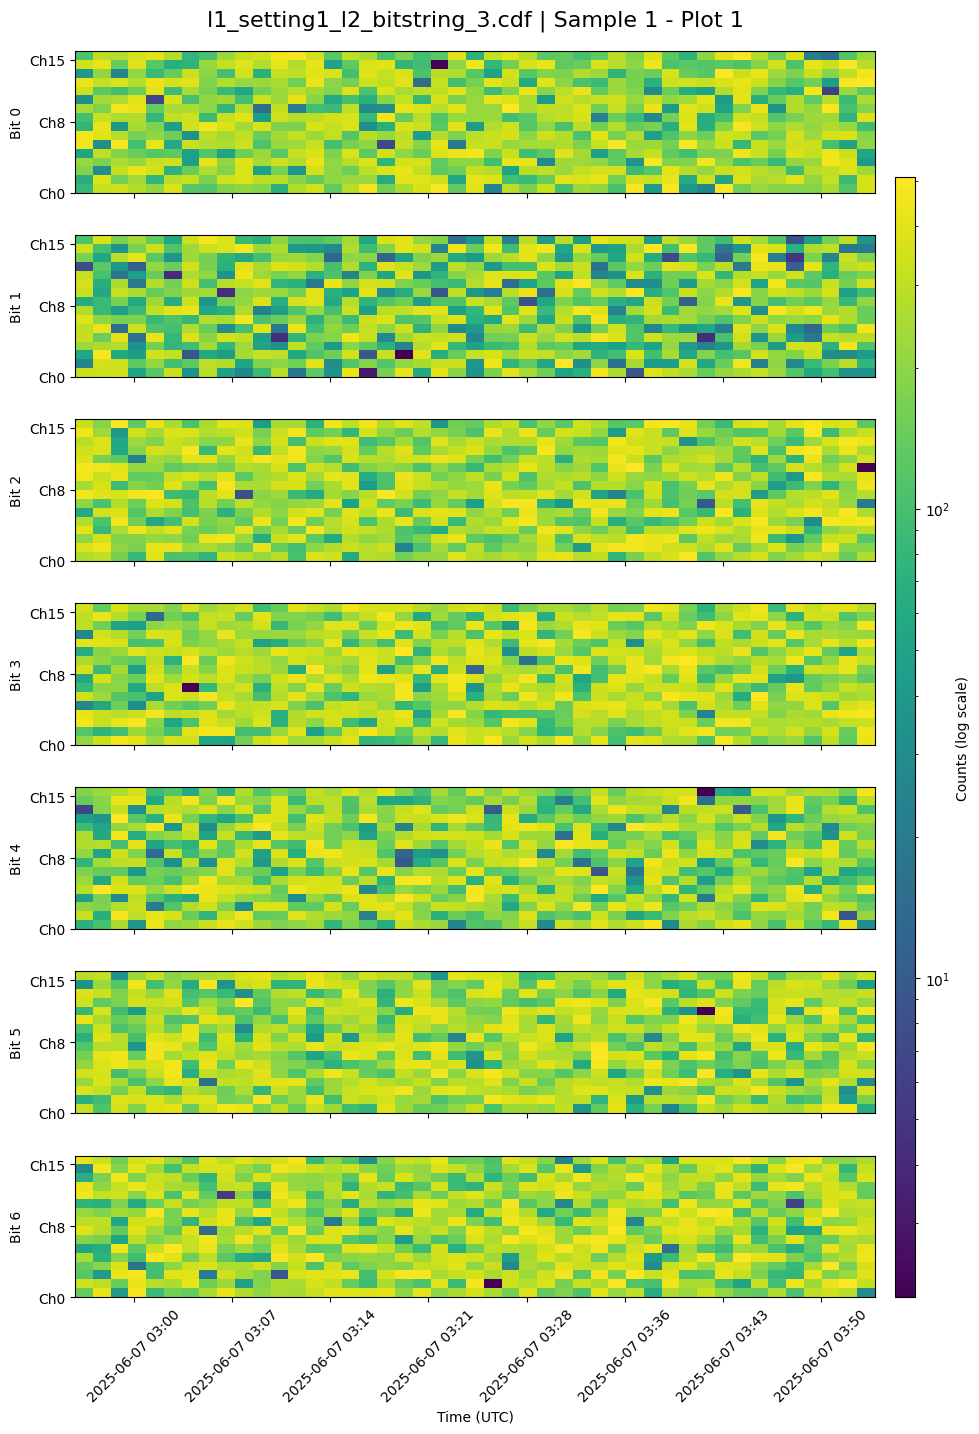 l1_setting1_l2_bitstring_3.cdf | Sample 1 - Plot 1
Bit 0
Ch15
Ch8
Ch0
Bit 1
Ch15
Ch8
Ch0
Bit 2
Ch15
Ch8
Ch0
Bit 3
Ch15
Ch8
Ch0
Bit 4
Ch15
Ch8
Ch0
Bit 5
Ch15
Ch8
Ch0
Bit 6
Ch15
Ch8
Ch0
2025-06-07 03:00
2025-06-07 03:07
2025-06-07 03:14
2025-06-07 03:21
2025-06-07 03:28
2025-06-07 03:36
2025-06-07 03:43
2025-06-07 03:50
Time (UTC)
10²
10¹
Counts (log scale)